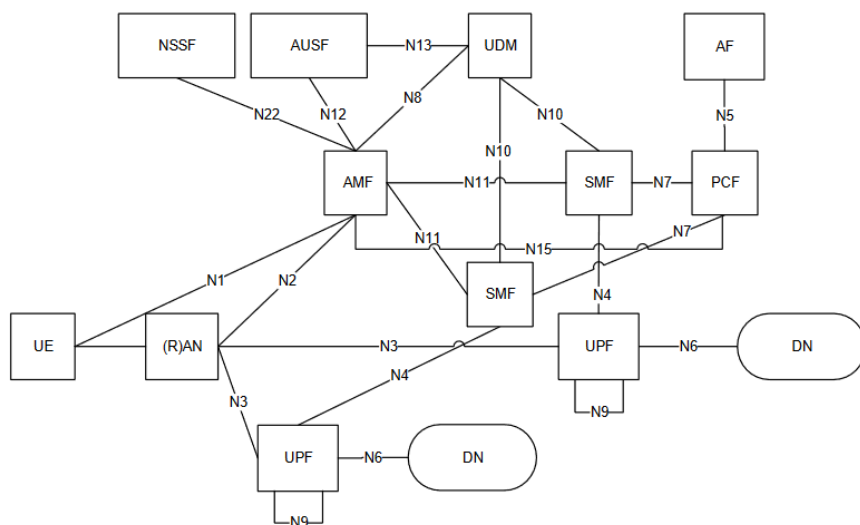 NSSF
AUSF
N13
UDM
AF
N22
N12
N8
N10
N5
N10
AMF
N11
SMF
N7
PCF
N11
N15
N7
N1
N2
SMF
N4
UE
(R)AN
N3
N4
UPF
N6
DN
N3
N9
UPF
N6
DN
N9